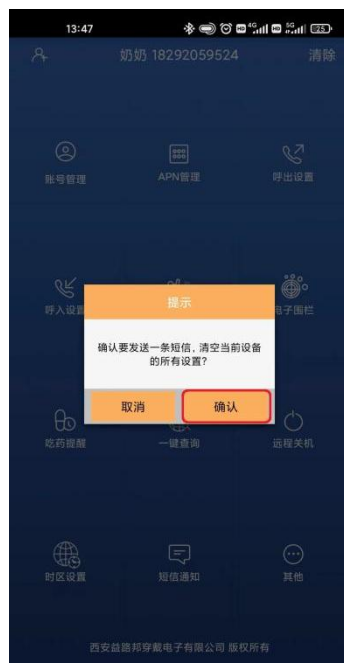 13:47
4G
5G
25
奶奶 18292059524
清除
账号管理
APN管理
呼出设置
呼入设置
电子围栏
提示
确认要发送一条短信，清空当前设备
的所有设置?
取消
确认
吃药提醒
一键查询
远程关机
时区设置
短信通知
其他
西安益路邦穿戴电子有限公司 版权所有